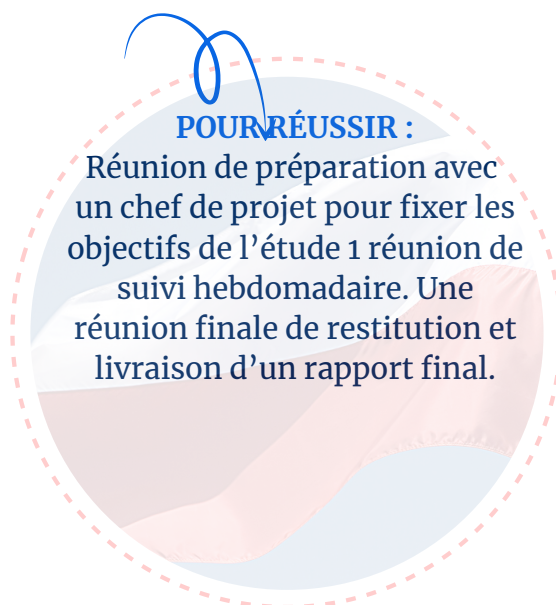 POUR RÉUSSIR :
Réunion de préparation avec
un chef de projet pour fixer les
objectifs de l’étude 1 réunion de
suivi hebdomadaire. Une
réunion finale de restitution et
livraison d’un rapport final.